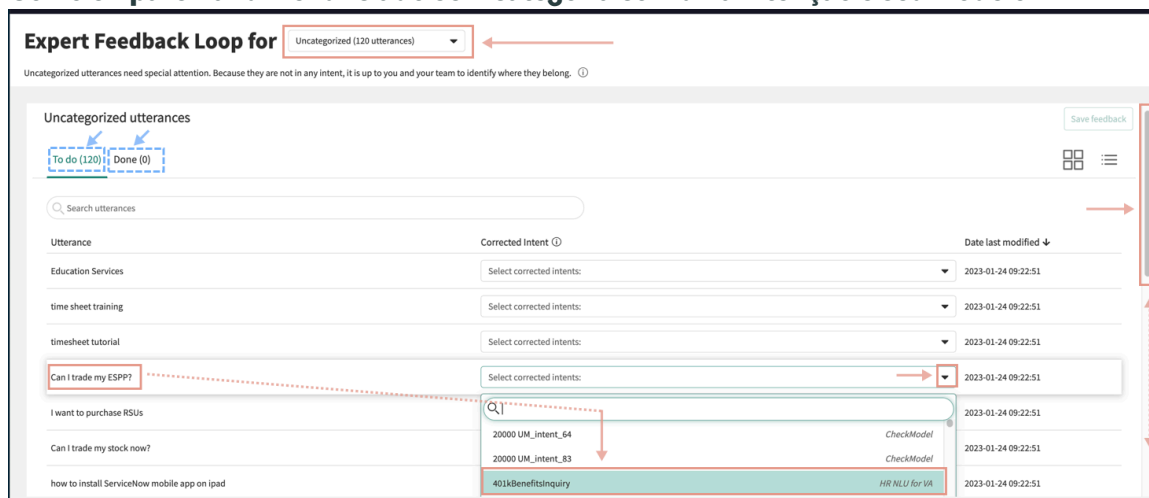 Expert Feedback Loop for Uncategorized (120 utterances)
Uncategorized utterances need special attention. Because they are not in any intent, it is up to you and your team to identify where they belong.
Uncategorized utterances
Save feedback
To do (120) Done (0)
Search utterances
Utterance Corrected Intent Date last modified
Education Services Select corrected intents: 2023-01-24 09:22:51
time sheet training Select corrected intents: 2023-01-24 09:22:51
timesheet tutorial Select corrected intents: 2023-01-24 09:22:51
Can I trade my ESPP? Select corrected intents: 2023-01-24 09:22:51
I want to purchase RSUs 2023-01-24 09:22:51
20000 UM_intent_64 CheckModel
Can I trade my stock now? 2023-01-24 09:22:51
20000 UM_intent_83 CheckModel
how to install ServiceNow mobile app on ipad 401kBenefitsInquiry HR NLU for VA 2023-01-24 09:22:51